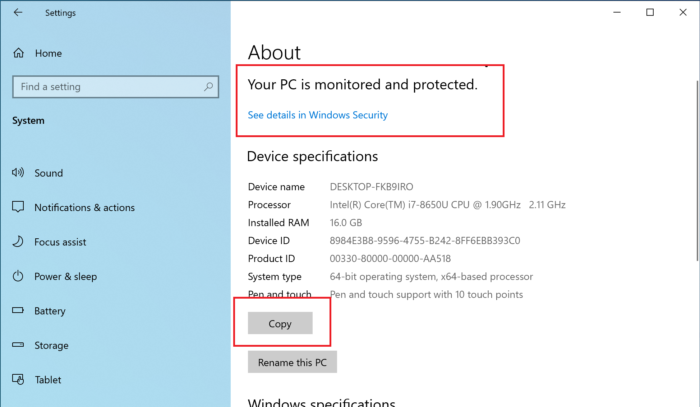 Settings
Home
Find a setting
System
Sound
Notifications & actions
Focus assist
Power & sleep
Battery
Storage
Tablet
About
Your PC is monitored and protected.
See details in Windows Security
Device specifications
Device name DESKTOP-FKB9IRO
Processor Intel(R) Core(TM) i7-8650U CPU @ 1.90GHz 2.11 GHz
Installed RAM 16.0 GB
Device ID 8984E3B8-9596-4755-B242-8FF6EBB393C0
Product ID 00330-80000-00000-AA518
System type 64-bit operating system, x64-based processor
Pen and touch Pen and touch support with 10 touch points
Copy
Rename this PC
Windows specifications